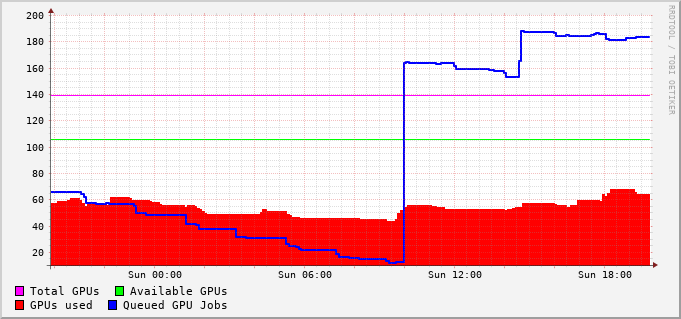 200
180
160
140
120
100
80
60
40
20
Sun 00:00 Sun 06:00 Sun 12:00 Sun 18:00
Total GPUs Available GPUs
GPUs used Queued GPU Jobs
RRDTOOL / TOBI OETIKER